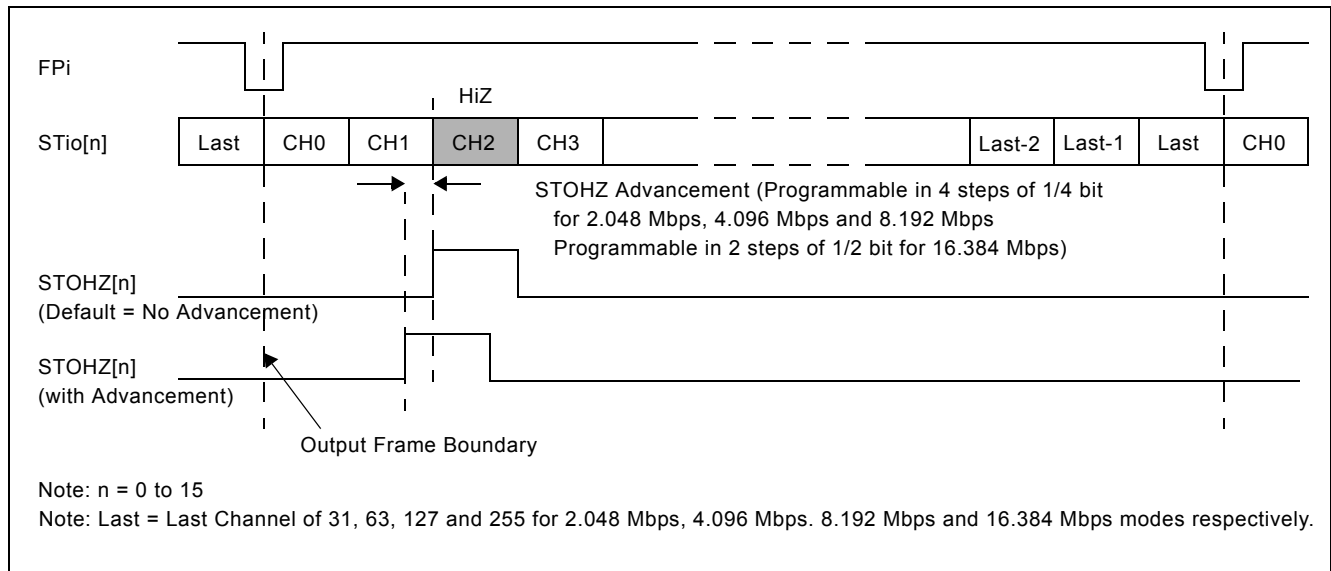 FPi
HiZ
STio[n]
Last CH0 CH1 CH2 CH3 Last-2 Last-1 Last CH0
STOHZ Advancement (Programmable in 4 steps of 1/4 bit
for 2.048 Mbps, 4.096 Mbps and 8.192 Mbps
Programmable in 2 steps of 1/2 bit for 16.384 Mbps)
STOHZ[n]
(Default = No Advancement)
STOHZ[n]
(with Advancement)
Output Frame Boundary
Note: n = 0 to 15
Note: Last = Last Channel of 31, 63, 127 and 255 for 2.048 Mbps, 4.096 Mbps. 8.192 Mbps and 16.384 Mbps modes respectively.